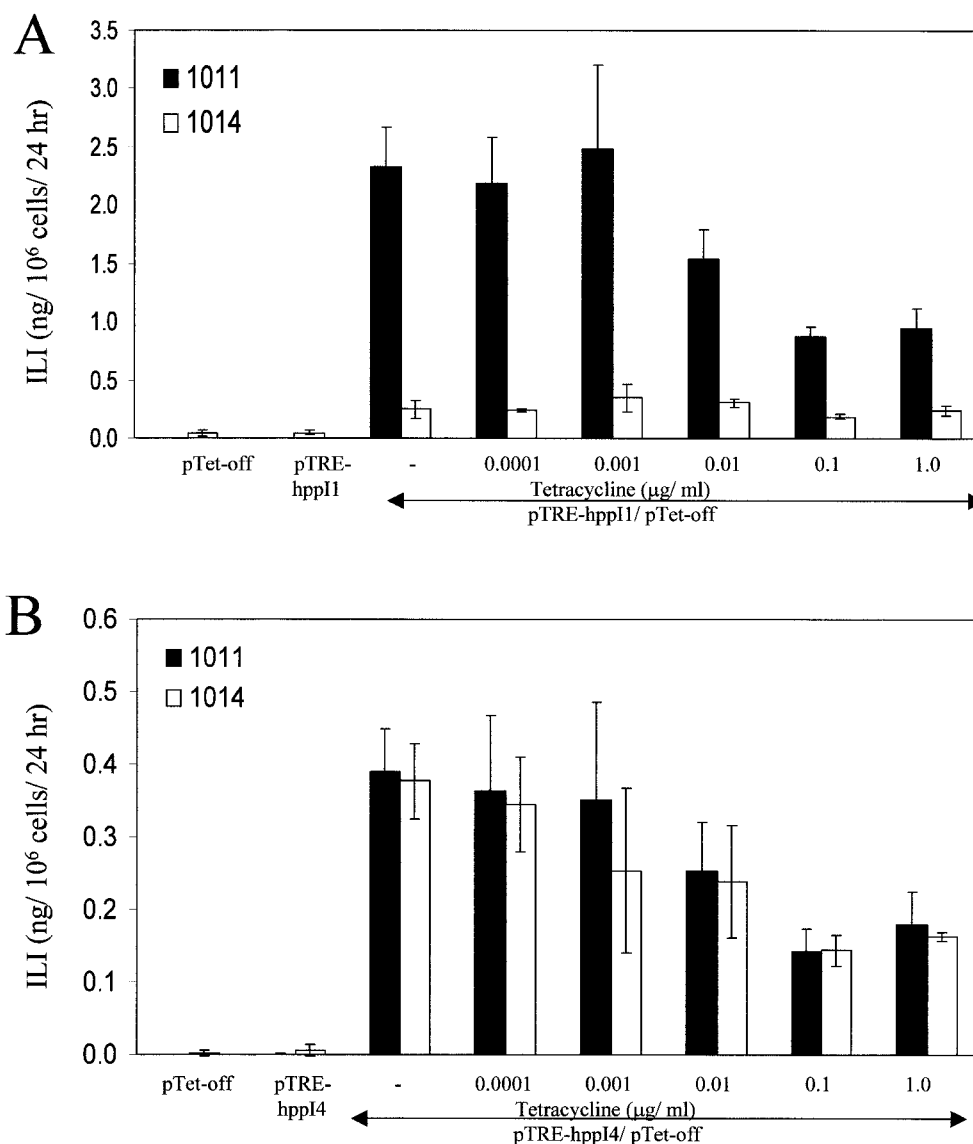 A
ILI (ng/ 10⁶ cells/ 24 hr)
3.5
3.0
2.5
2.0
1.5
1.0
0.5
0.0
1011
1014
pTet-off
pTRE-
hppI1
- 0.0001 0.001 0.01 0.1 1.0
Tetracycline (μg/ ml)
pTRE-hppI1/ pTet-off
B
ILI (ng/ 10⁶ cells/ 24 hr)
0.6
0.5
0.4
0.3
0.2
0.1
0.0
1011
1014
pTet-off
pTRE-
hppI4
- 0.0001 0.001 0.01 0.1 1.0
Tetracycline (μg/ ml)
pTRE-hppI4/ pTet-off